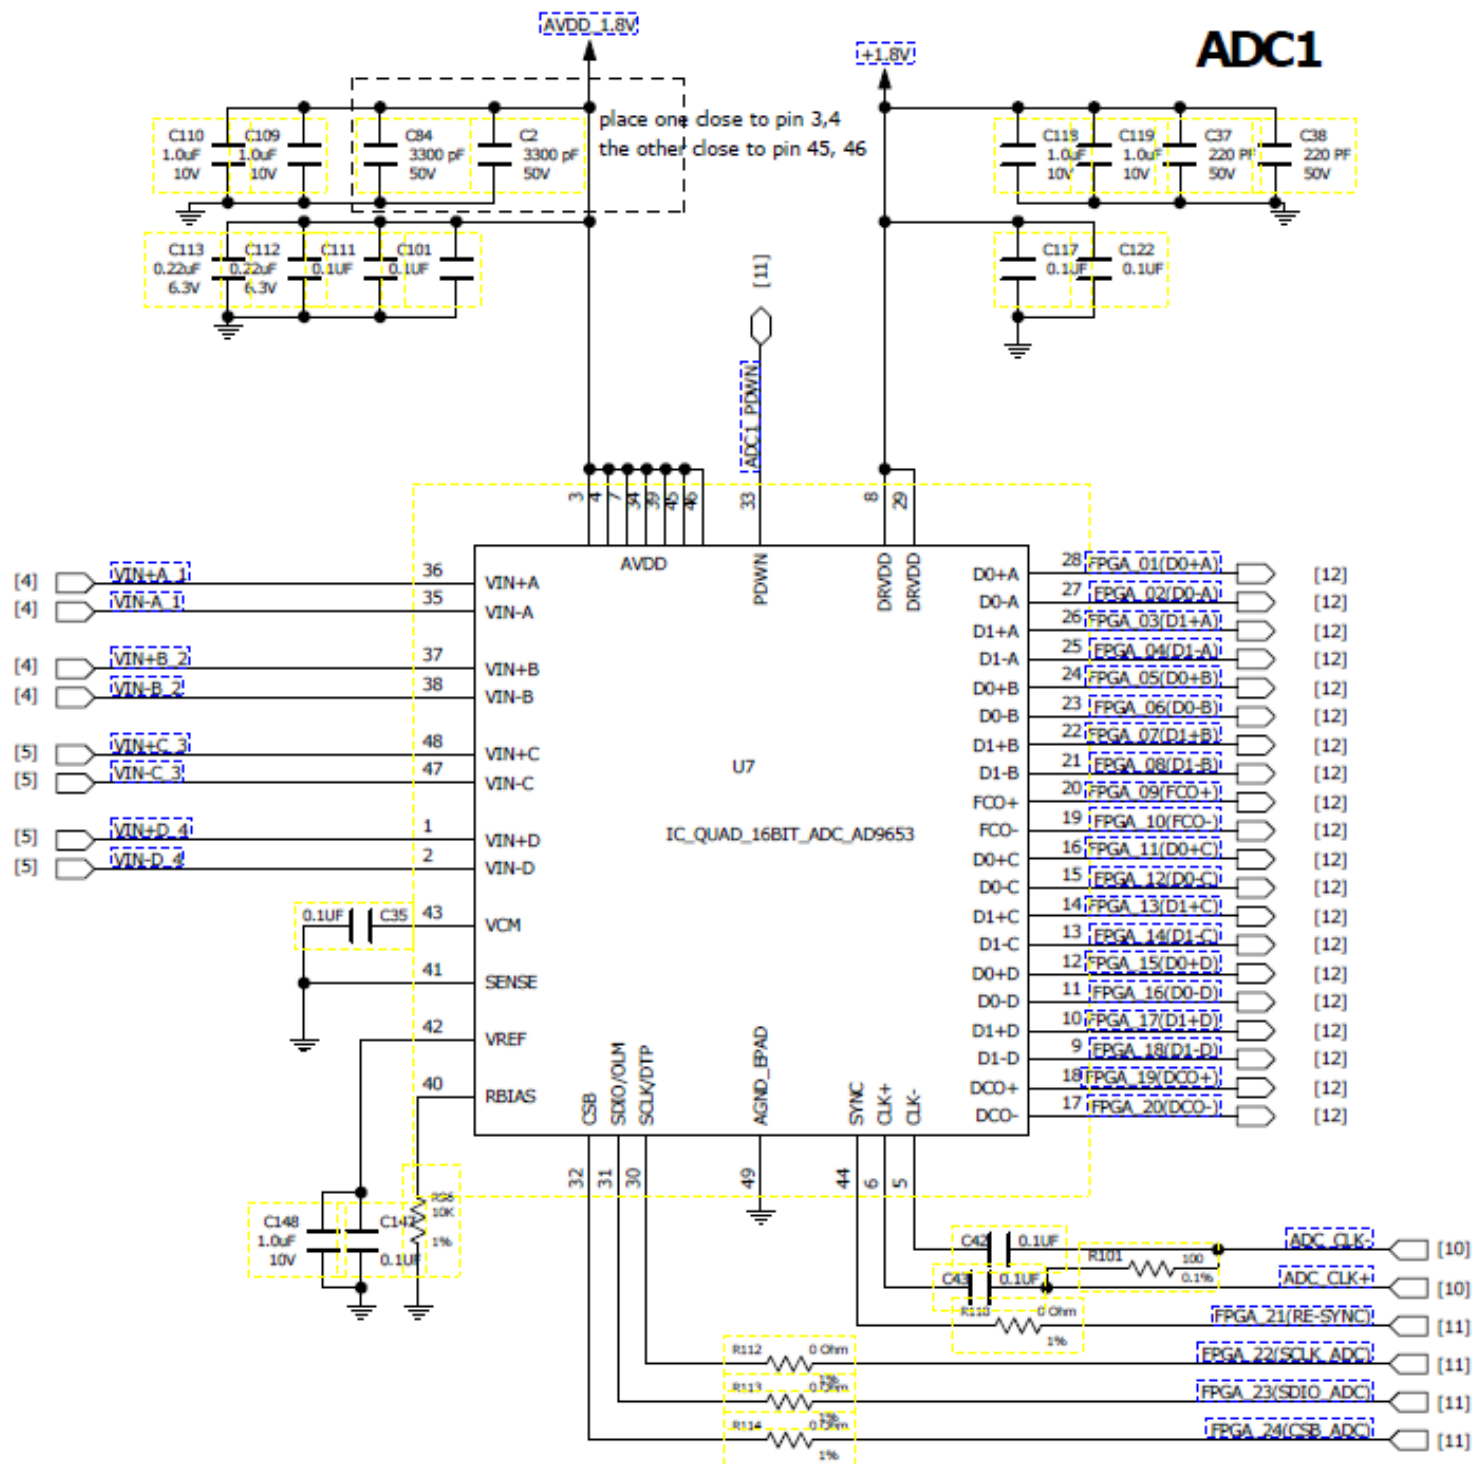 AVDD_1.8V
+1.8V
ADC1
place one close to pin 3,4
the other close to pin 45, 46
C110
1.0uF
10V
C109
1.0uF
10V
C84
3300 pF
50V
C2
3300 pF
50V
C118
1.0uF
10V
C119
1.0uF
10V
C37
220 PF
50V
C38
220 PF
50V
C113
0.22uF
6.3V
C112
0.22uF
6.3V
C111
0.1UF
C101
0.1UF
C117
0.1UF
C122
0.1UF
[11]
ADC1_PDWN
3
4
7
34
39
45
46
33
8
29
AVDD
PDWN
DRVDD
DRVDD
[4] VIN+A_1 36 VIN+A
[4] VIN-A_1 35 VIN-A
[4] VIN+B_2 37 VIN+B
[4] VIN-B_2 38 VIN-B
[5] VIN+C_3 48 VIN+C
[5] VIN-C_3 47 VIN-C
[5] VIN+D_4 1 VIN+D
[5] VIN-D_4 2 VIN-D
0.1UF C35 43 VCM
41 SENSE
42 VREF
40 RBIAS
U7
IC_QUAD_16BIT_ADC_AD9653
D0+A 28 FPGA_01(D0+A) [12]
D0-A 27 FPGA_02(D0-A) [12]
D1+A 26 FPGA_03(D1+A) [12]
D1-A 25 FPGA_04(D1-A) [12]
D0+B 24 FPGA_05(D0+B) [12]
D0-B 23 FPGA_06(D0-B) [12]
D1+B 22 FPGA_07(D1+B) [12]
D1-B 21 FPGA_08(D1-B) [12]
FCO+ 20 FPGA_09(FCO+) [12]
FCO- 19 FPGA_10(FCO-) [12]
D0+C 16 FPGA_11(D0+C) [12]
D0-C 15 FPGA_12(D0-C) [12]
D1+C 14 FPGA_13(D1+C) [12]
D1-C 13 FPGA_14(D1-C) [12]
D0+D 12 FPGA_15(D0+D) [12]
D0-D 11 FPGA_16(D0-D) [12]
D1+D 10 FPGA_17(D1+D) [12]
D1-D 9 FPGA_18(D1-D) [12]
DCO+ 18 FPGA_19(DCO+) [12]
DCO- 17 FPGA_20(DCO-) [12]
CSB
SDIO/OLM
SCLK/DTP
AGND_EPAD
SYNC
CLK+
CLK-
32
31
30
49
44
6
5
C148
1.0uF
10V
C147
0.1UF
10K
1%
C42 0.1UF
ADC_CLK- [10]
R101 100
0.1%
C43 0.1UF
ADC_CLK+ [10]
0 Ohm
1%
FPGA_21(RE-SYNC) [11]
R112 0 Ohm
1%
FPGA_22(SCLK_ADC) [11]
R113 0 Ohm
1%
FPGA_23(SDIO_ADC) [11]
R114 0 Ohm
1%
FPGA_24(CSB_ADC) [11]